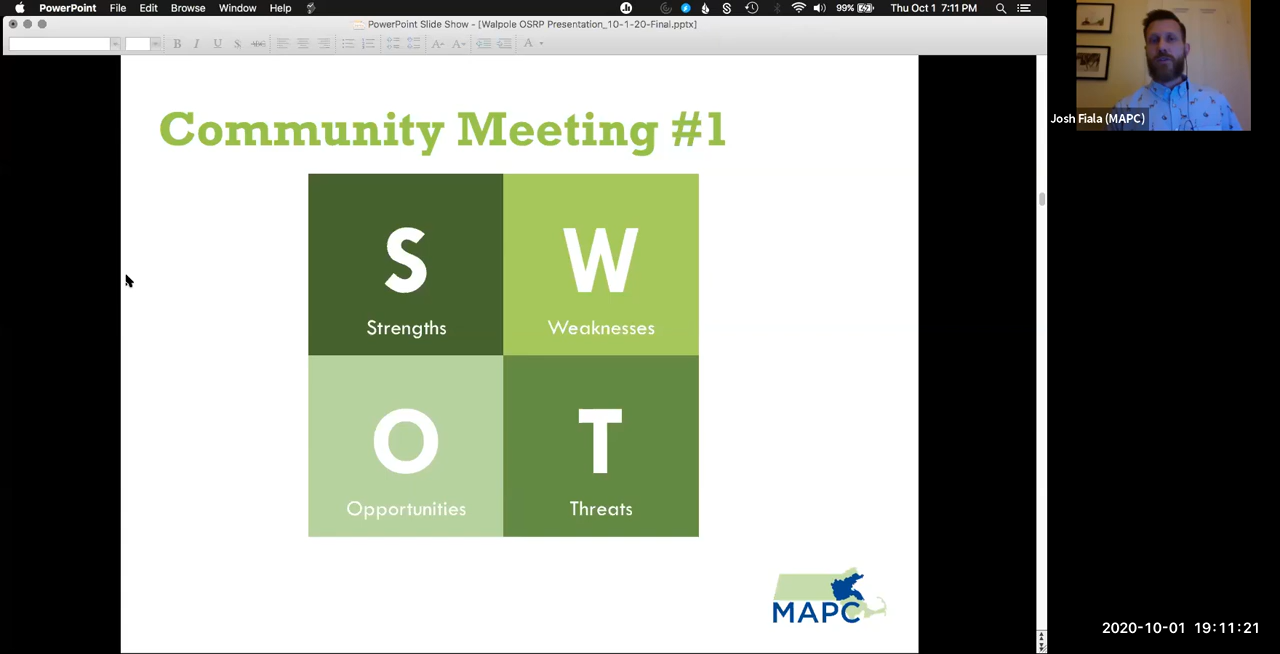 PowerPoint File Edit View Browse Window Help 99% Thu Oct 1 7:11 PM
PowerPoint Slide Show - [Walpole OSRP Presentation_10-1-20-Final.pptx]
B I U S ABC A A A
Josh Fiala (MAPC)
Community Meeting #1
S W
Strengths Weaknesses
O T
Opportunities Threats
MAPC
2020-10-01 19:11:21